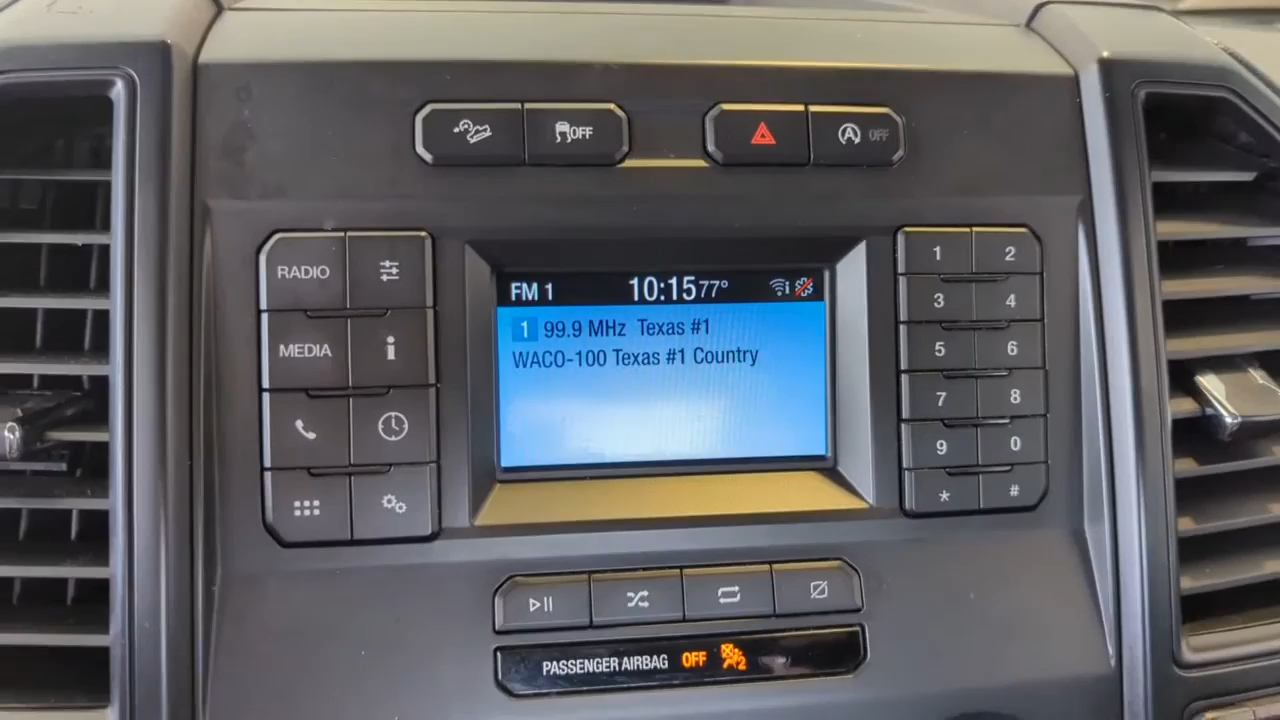 OFF
OFF
RADIO
MEDIA
FM 1 10:15 77°
1 99.9 MHz Texas #1
WACO-100 Texas #1 Country
1 2
3 4
5 6
7 8
9 0
* #
PASSENGER AIRBAG OFF 2